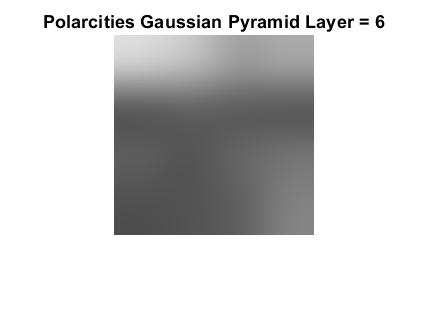 Polarcities Gaussian Pyramid Layer = 6